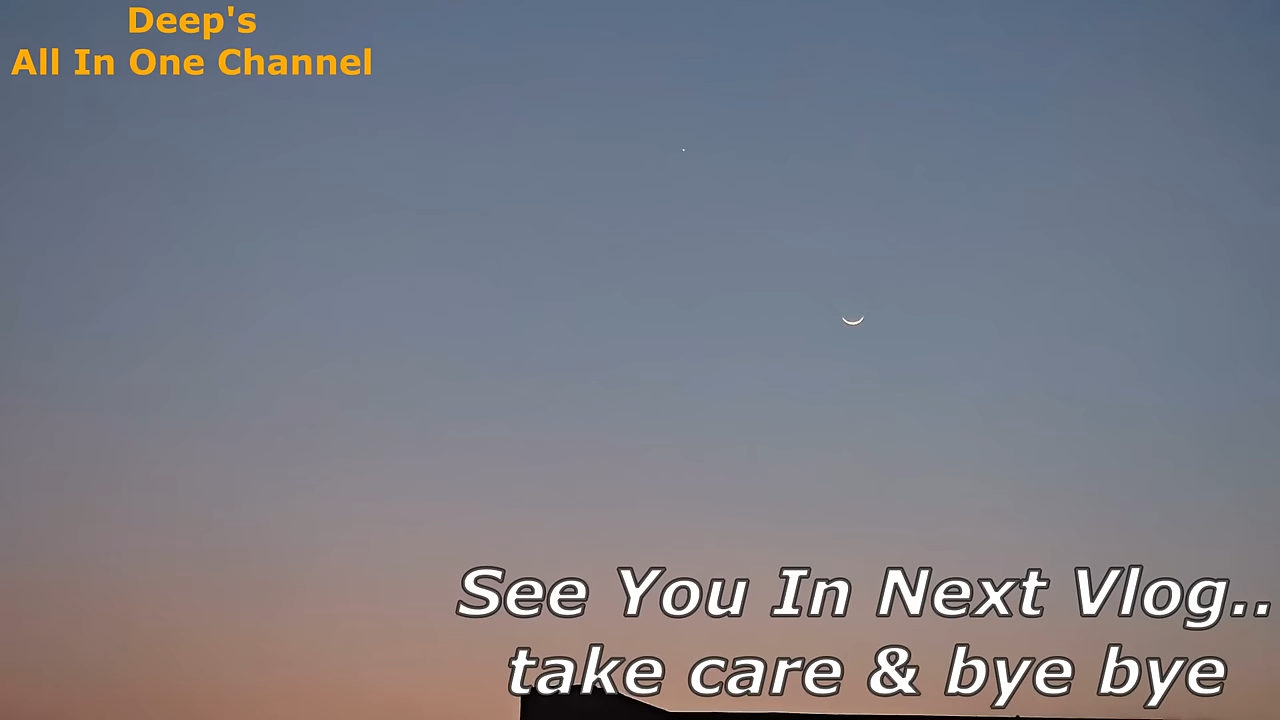 Deep's
All In One Channel
See You In Next Vlog..
take care & bye bye